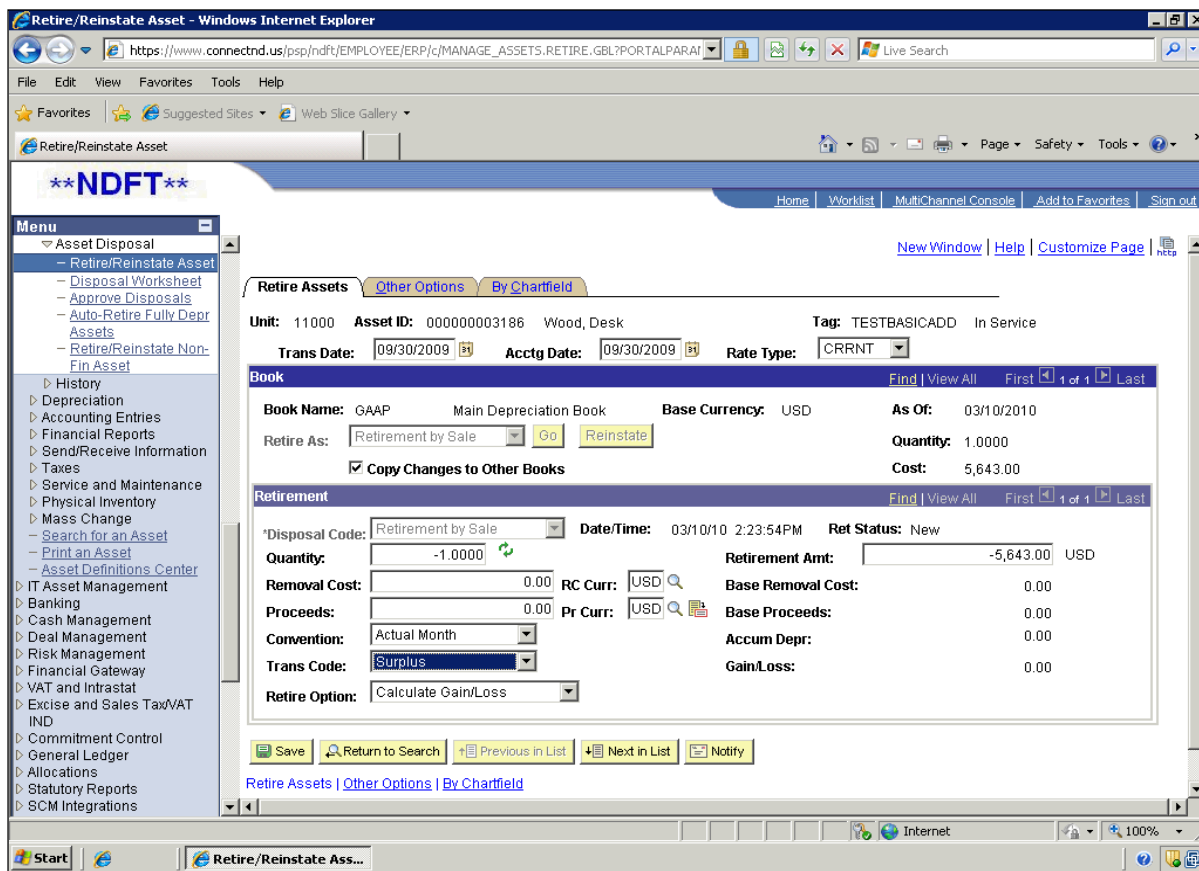 Retire/Reinstate Asset - Windows Internet Explorer
https://www.connectnd.us/psp/ndft/EMPLOYEE/ERP/c/MANAGE_ASSETS.RETIRE.GBL?PORTALPARAM Live Search
File Edit View Favorites Tools Help
Favorites Suggested Sites Web Slice Gallery
Retire/Reinstate Asset Page Safety Tools
**NDFT**
Home Worklist MultiChannel Console Add to Favorites Sign out
Menu
Asset Disposal
– Retire/Reinstate Asset
– Disposal Worksheet
– Approve Disposals
– Auto-Retire Fully Depr
Assets
– Retire/Reinstate Non-
Fin Asset
History
Depreciation
Accounting Entries
Financial Reports
Send/Receive Information
Taxes
Service and Maintenance
Physical Inventory
Mass Change
– Search for an Asset
– Print an Asset
– Asset Definitions Center
IT Asset Management
Banking
Cash Management
Deal Management
Risk Management
Financial Gateway
VAT and Intrastat
Excise and Sales Tax/VAT
IND
Commitment Control
General Ledger
Allocations
Statutory Reports
SCM Integrations
New Window | Help | Customize Page | http
Retire Assets Other Options By Chartfield
Unit: 11000 Asset ID: 000000003186 Wood, Desk Tag: TESTBASICADD In Service
Trans Date: 09/30/2009 31 Acctg Date: 09/30/2009 31 Rate Type: CRRNT
Book Find | View All First 1 of 1 Last
Book Name: GAAP Main Depreciation Book Base Currency: USD As Of: 03/10/2010
Retire As: Retirement by Sale Go Reinstate Quantity: 1.0000
Copy Changes to Other Books Cost: 5,643.00
Retirement Find | View All First 1 of 1 Last
*Disposal Code: Retirement by Sale Date/Time: 03/10/10 2:23:54PM Ret Status: New
Quantity: -1.0000 Retirement Amt: -5,643.00 USD
Removal Cost: 0.00 RC Curr: USD Base Removal Cost: 0.00
Proceeds: 0.00 Pr Curr: USD Base Proceeds: 0.00
Convention: Actual Month Accum Depr: 0.00
Trans Code: Surplus Gain/Loss: 0.00
Retire Option: Calculate Gain/Loss
Save Return to Search Previous in List Next in List Notify
Retire Assets | Other Options | By Chartfield
Internet 100%
Start Retire/Reinstate Ass...